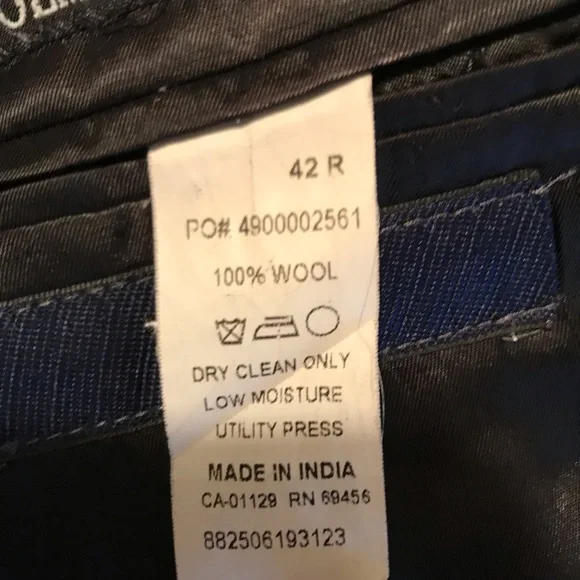 42 R
PO# 4900002561
100% WOOL
DRY CLEAN ONLY
LOW MOISTURE
UTILITY PRESS
MADE IN INDIA
CA-01129 RN 69456
882506193123